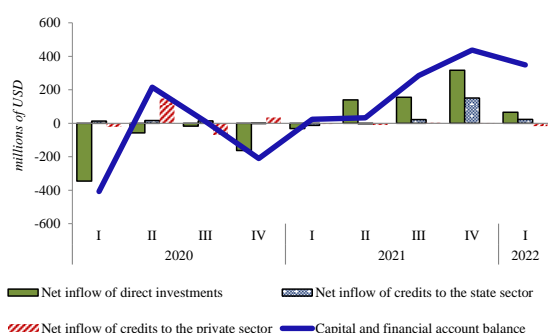 600
400
200
0
-200
-400
-600
millions of USD
I II III IV I II III IV I
2020 2021 2022
Net inflow of direct investments Net inflow of credits to the state sector
Net inflow of credits to the private sector Capital and financial account balance